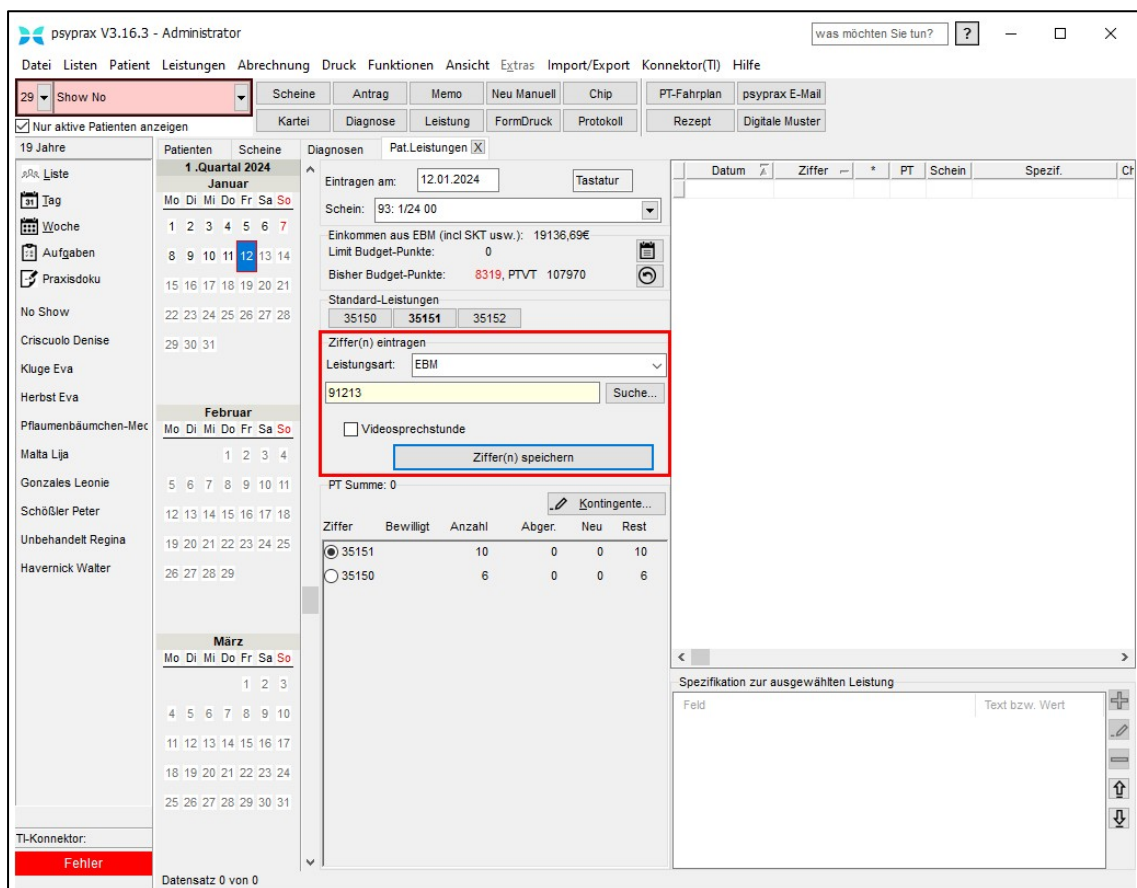 psyprax V3.16.3 - Administrator
was möchten Sie tun? ?
Datei Listen Patient Leistungen Abrechnung Druck Funktionen Ansicht Extras Import/Export Konnektor(TI) Hilfe
29 Show No
Scheine Antrag Memo Neu Manuell Chip PT-Fahrplan psyprax E-Mail
Nur aktive Patienten anzeigen
Kartei Diagnose Leistung FormDruck Protokoll Rezept Digitale Muster
19 Jahre
Liste
Tag
Woche
Aufgaben
Praxisdoku
No Show
Criscuolo Denise
Kluge Eva
Herbst Eva
Pflaumenbäumchen-Mec
Malta Lija
Gonzales Leonie
Schößler Peter
Unbehandelt Regina
Havernick Walter
TI-Konnektor:
Fehler
Patienten Scheine Diagnosen Pat.Leistungen X
1 .Quartal 2024
Januar
Mo Di Mi Do Fr Sa So
1 2 3 4 5 6 7
8 9 10 11 12 13 14
15 16 17 18 19 20 21
22 23 24 25 26 27 28
29 30 31
Februar
Mo Di Mi Do Fr Sa So
1 2 3 4
5 6 7 8 9 10 11
12 13 14 15 16 17 18
19 20 21 22 23 24 25
26 27 28 29
März
Mo Di Mi Do Fr Sa So
1 2 3
4 5 6 7 8 9 10
11 12 13 14 15 16 17
18 19 20 21 22 23 24
25 26 27 28 29 30 31
Datensatz 0 von 0
Eintragen am: 12.01.2024 Tastatur
Schein: 93: 1/24 00
Einkommen aus EBM (incl SKT usw.): 19136,69€
Limit Budget-Punkte: 0
Bisher Budget-Punkte: 8319, PTVT 107970
Standard-Leistungen
35150 35151 35152
Ziffer(n) eintragen
Leistungsart: EBM
91213 Suche...
Videosprechstunde
Ziffer(n) speichern
PT Summe: 0
Kontingente...
Ziffer Bewilligt Anzahl Abger. Neu Rest
35151 10 0 0 10
35150 6 0 0 6
Datum Ziffer * PT Schein Spezif. Ch
Spezifikation zur ausgewählten Leistung
Feld Text bzw. Wert